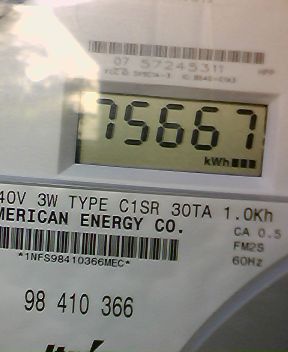 07 57245311
75667
kWh
40V 3W TYPE C1SR 30TA 1.0Kh
MERICAN ENERGY CO.
CA 0.5
FM2S
*1NFS98410366MEC*
60Hz
98 410 366